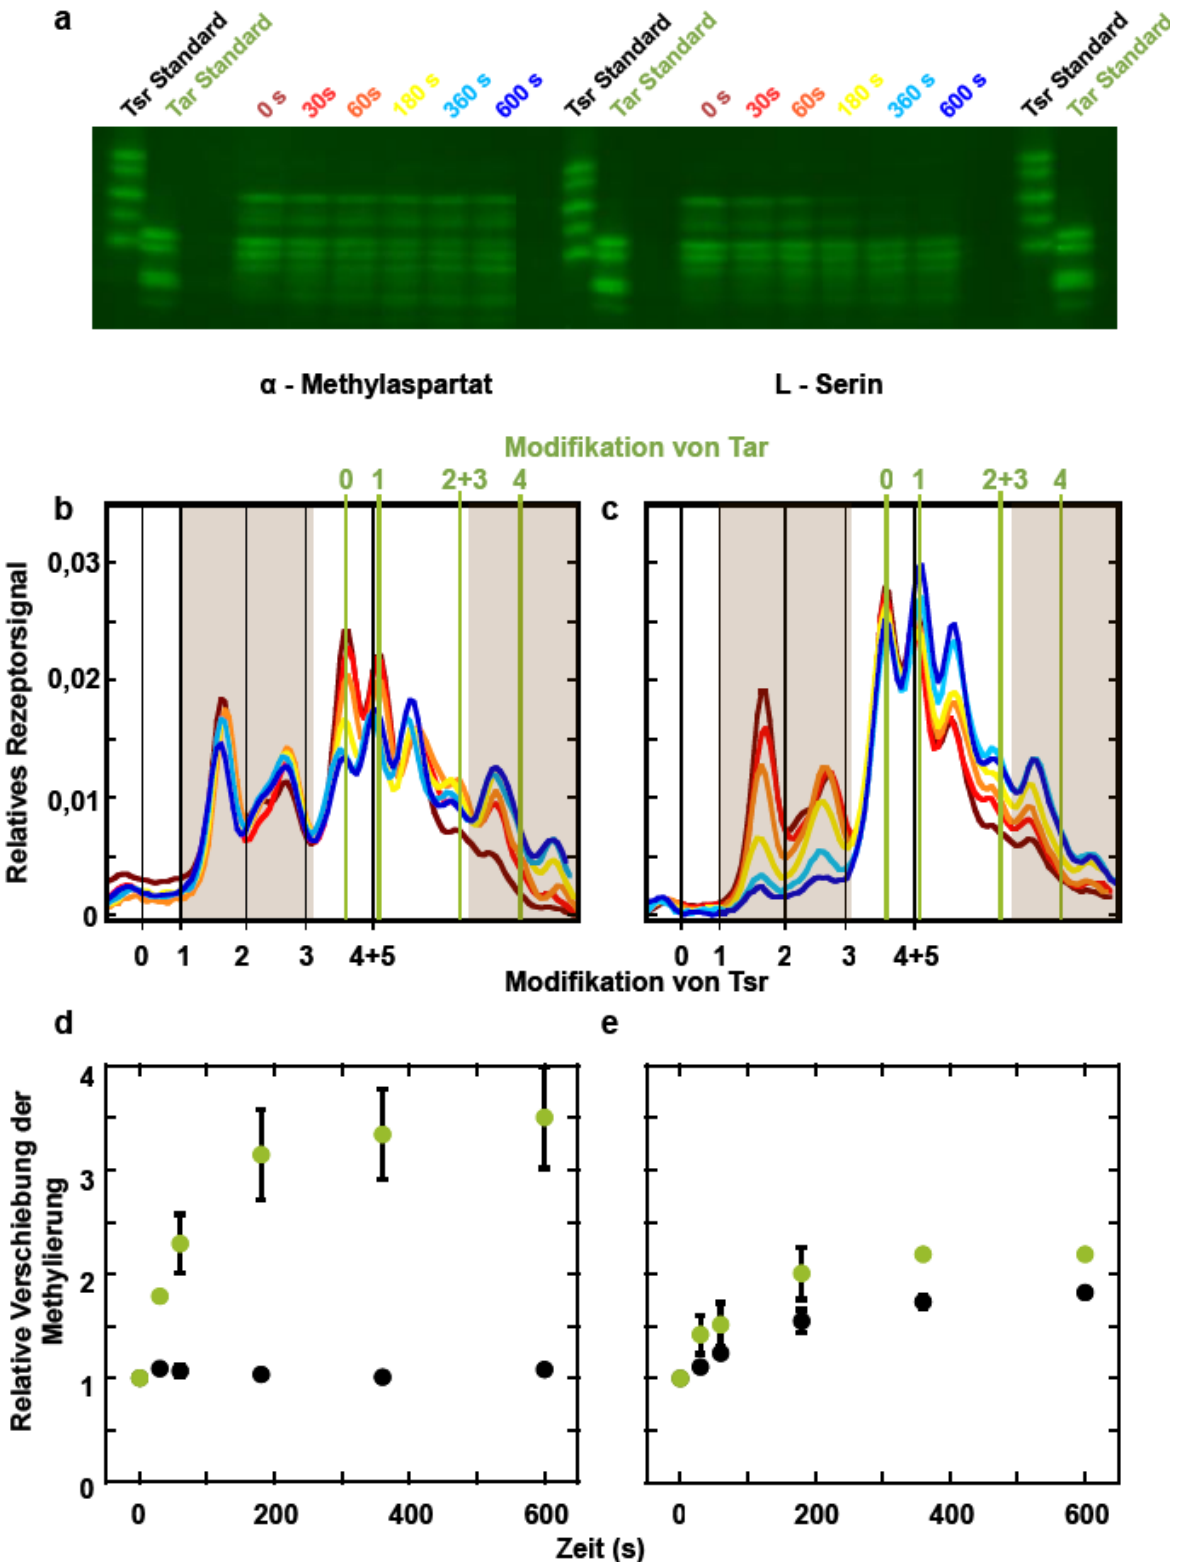 a
Tsr Standard
Tar Standard
0 s
30s
60s
180 s
360 s
600 s
Tsr Standard
Tar Standard
0 s
30s
60s
180 s
360 s
600 s
Tsr Standard
Tar Standard
α - Methylaspartat
L - Serin
Modifikation von Tar
0 1 2+3 4
0 1 2+3 4
b
c
Relatives Rezeptorsignal
0,03
0,02
0,01
0
0 1 2 3 4+5
0 1 2 3 4+5
Modifikation von Tsr
d
e
Relative Verschiebung der
Methylierung
4
3
2
1
0
0 200 400 600
0 200 400 600
Zeit (s)